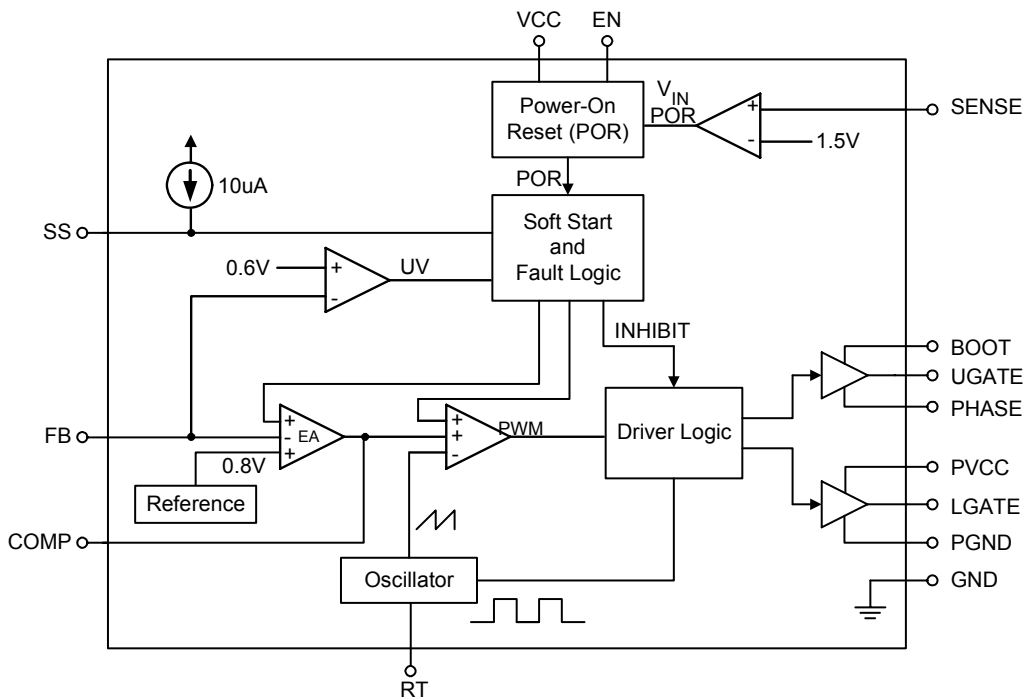 VCC EN
Power-On
Reset (POR)
V_IN
POR
+
-
SENSE
1.5V
10uA
POR
SS
Soft Start
and
Fault Logic
0.6V
+
-
UV
INHIBIT
BOOT
UGATE
PHASE
FB
+
-
+
EA
0.8V
Reference
+
+
-
PWM
Driver Logic
PVCC
LGATE
PGND
GND
COMP
Oscillator
RT